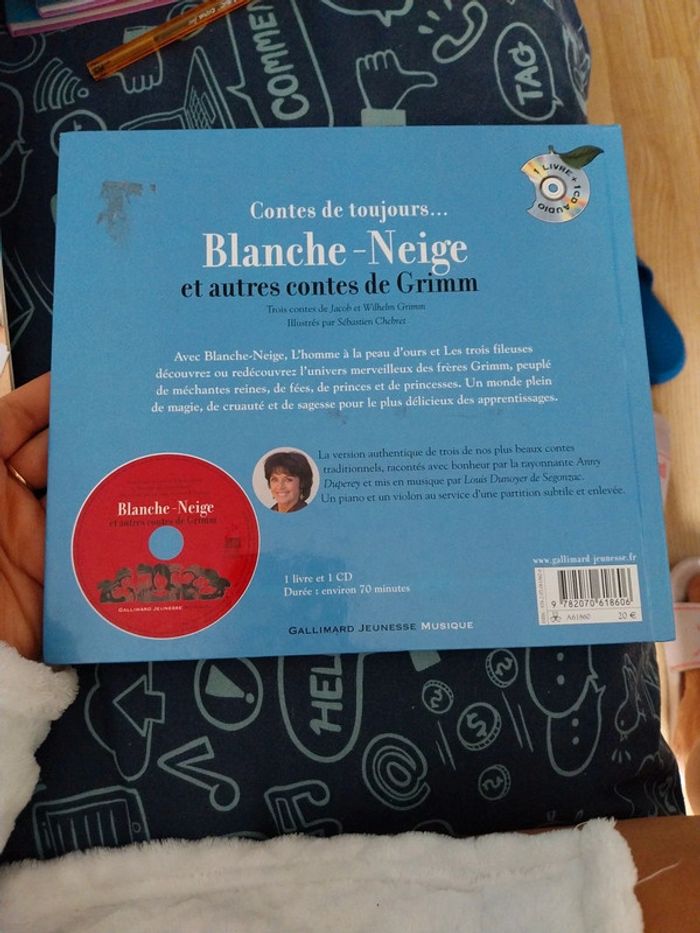 COMMEN
TAG
1 LIVRE + 1 CD AUDIO
Contes de toujours...
Blanche-Neige
et autres contes de Grimm
Trois contes de Jacob et Wilhelm Grimm
Illustrés par Sébastien Chebret
Avec Blanche-Neige, L'homme à la peau d'ours et Les trois fileuses
découvrez ou redécouvrez l'univers merveilleux des frères Grimm, peuplé
de méchantes reines, de fées, de princes et de princesses. Un monde plein
de magie, de cruauté et de sagesse pour le plus délicieux des apprentissages.
La version authentique de trois de nos plus beaux contes
traditionnels, racontés avec bonheur par la rayonnante Anny
Duperey et mis en musique par Louis Dunoyer de Segonzac.
Un piano et un violon au service d'une partition subtile et enlevée.
Blanche-Neige
et autres contes de Grimm
GALLIMARD JEUNESSE
1 livre et 1 CD
Durée : environ 70 minutes
GALLIMARD JEUNESSE MUSIQUE
www.gallimard-jeunesse.fr
9 782070 618606
A61860 20 €
HEL
@
5